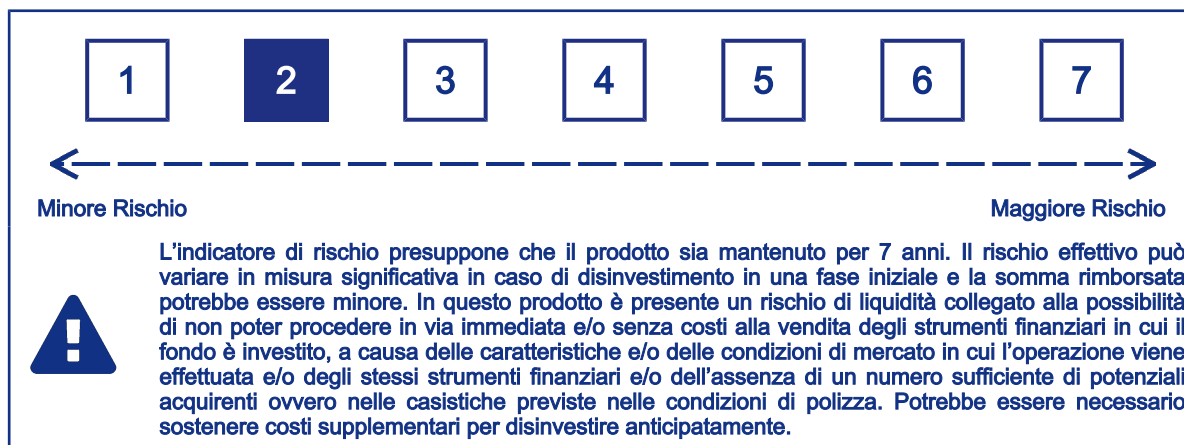 1 2 3 4 5 6 7
Minore Rischio Maggiore Rischio
L'indicatore di rischio presuppone che il prodotto sia mantenuto per 7 anni. Il rischio effettivo può
variare in misura significativa in caso di disinvestimento in una fase iniziale e la somma rimborsata
potrebbe essere minore. In questo prodotto è presente un rischio di liquidità collegato alla possibilità
di non poter procedere in via immediata e/o senza costi alla vendita degli strumenti finanziari in cui il
fondo è investito, a causa delle caratteristiche e/o delle condizioni di mercato in cui l'operazione viene
effettuata e/o degli stessi strumenti finanziari e/o dell'assenza di un numero sufficiente di potenziali
acquirenti ovvero nelle casistiche previste nelle condizioni di polizza. Potrebbe essere necessario
sostenere costi supplementari per disinvestire anticipatamente.